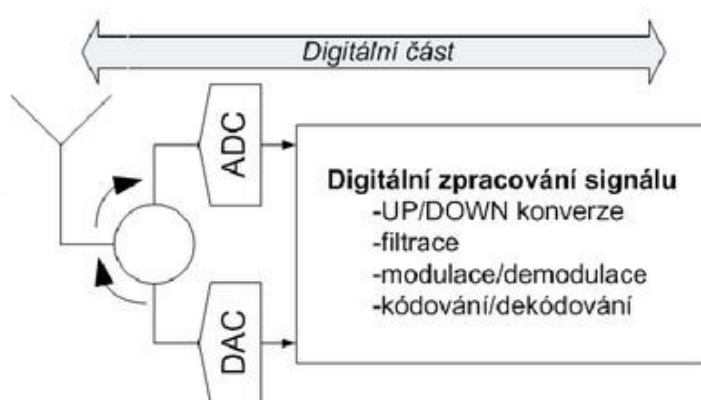 Digitální část
ADC
Digitální zpracování signálu
-UP/DOWN konverze
-filtrace
-modulace/demodulace
-kódování/dekódování
DAC